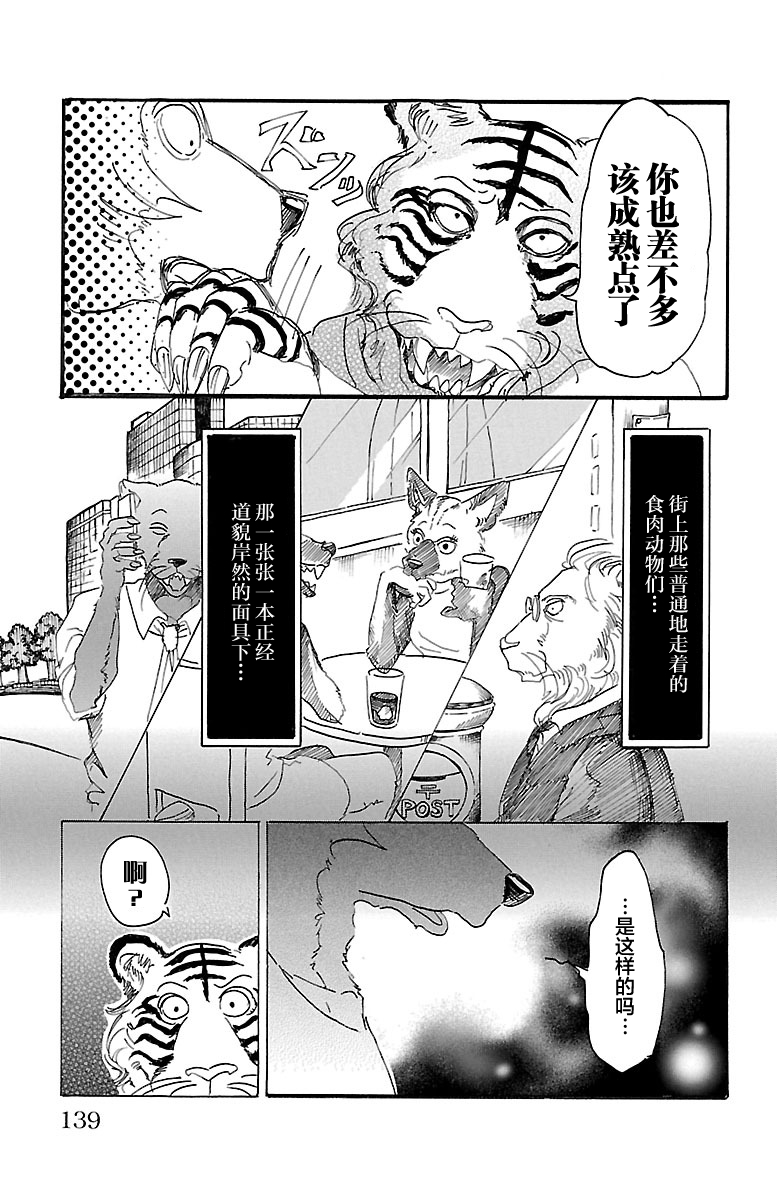 你也差不多
该成熟点了
ズンッ
街上那些普通地走着的
食肉动物们…
那一张张一本正经
道貌岸然的面具下…
〒
POST
…是这样的吗…
啊？
139